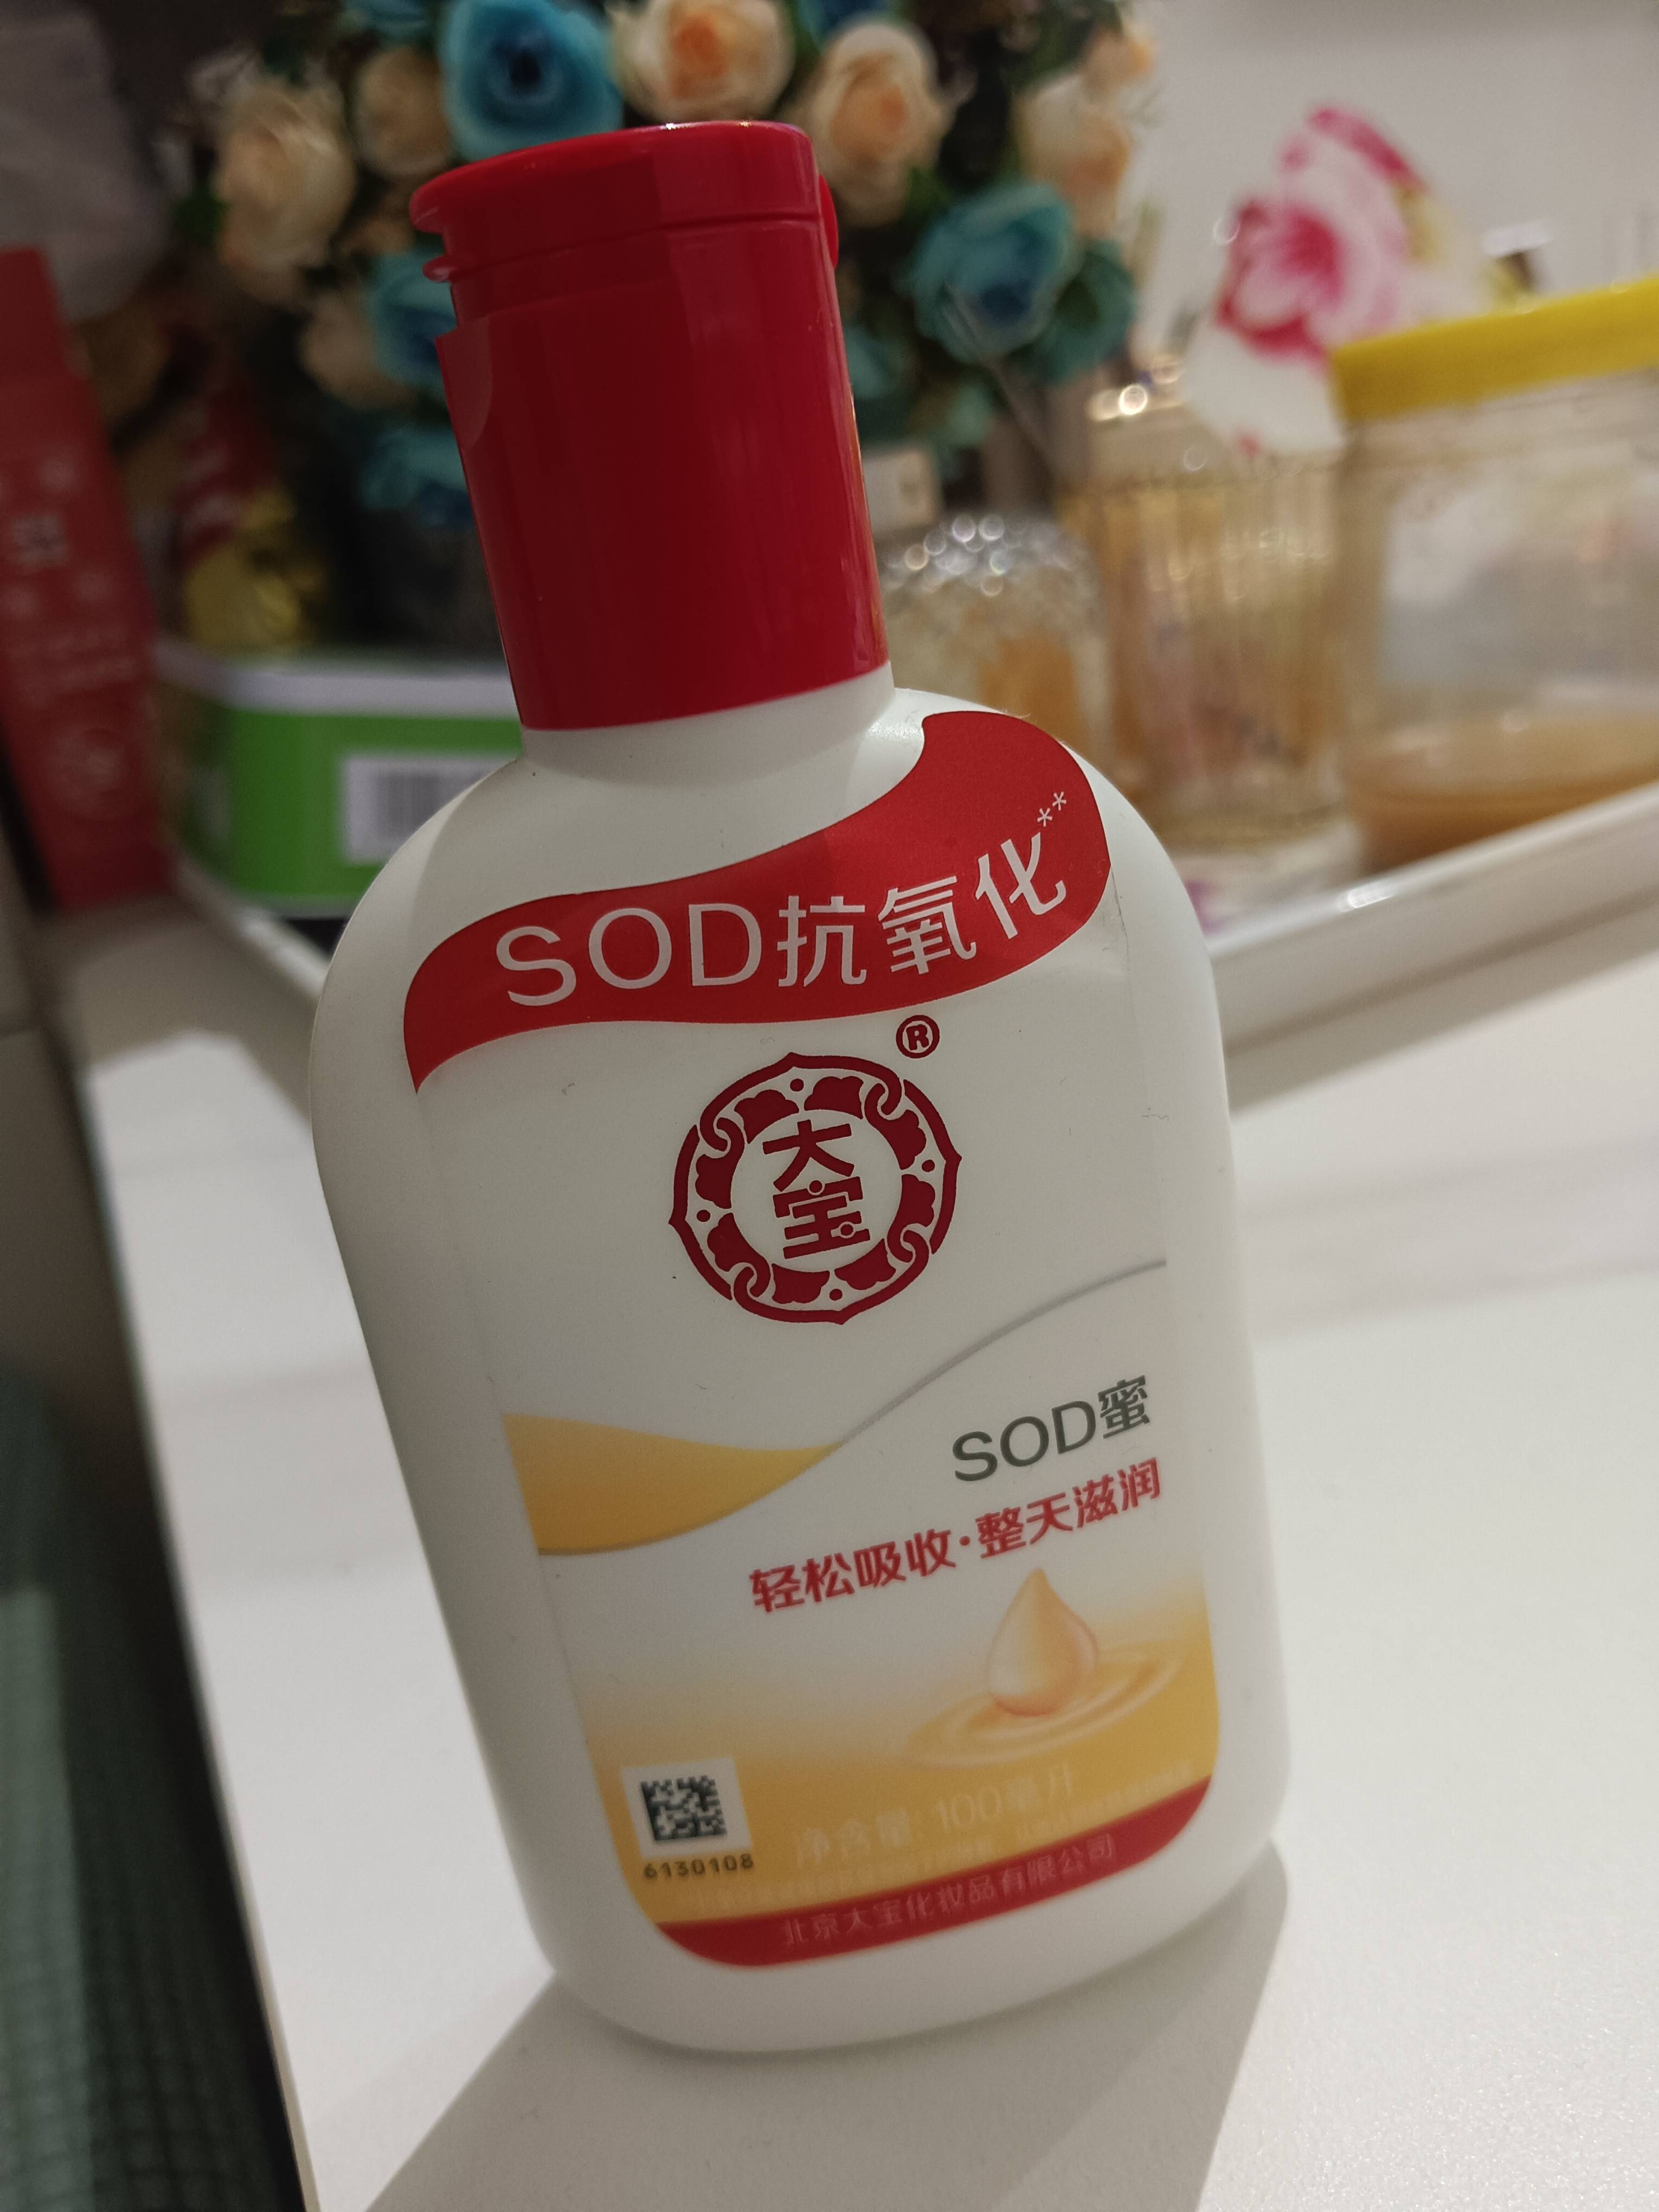 SOD抗氧化**
®
大宝
SOD蜜
轻松吸收·整天滋润
净含量: 100毫升
6130108
北京大宝化妆品有限公司